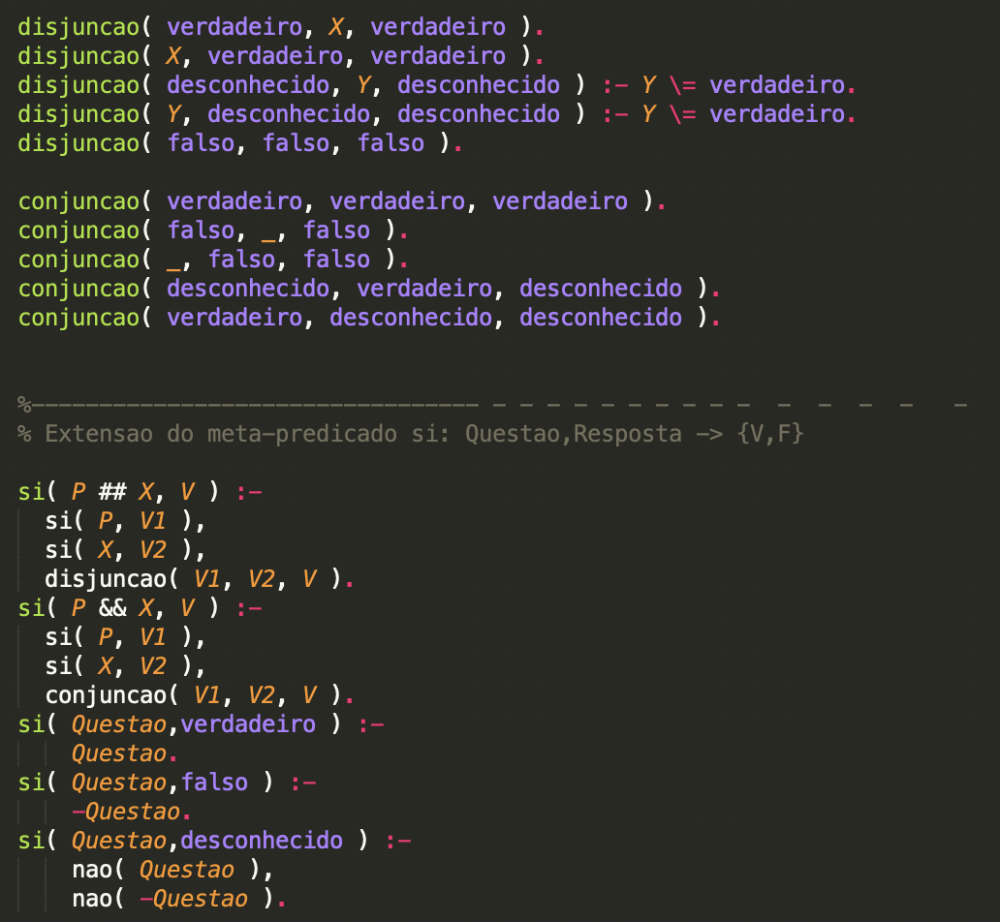 disjuncao( verdadeiro, X, verdadeiro ).
disjuncao( X, verdadeiro, verdadeiro ).
disjuncao( desconhecido, Y, desconhecido ) :- Y \= verdadeiro.
disjuncao( Y, desconhecido, desconhecido ) :- Y \= verdadeiro.
disjuncao( falso, falso, falso ).
conjuncao( verdadeiro, verdadeiro, verdadeiro ).
conjuncao( falso, _, falso ).
conjuncao( _, falso, falso ).
conjuncao( desconhecido, verdadeiro, desconhecido ).
conjuncao( verdadeiro, desconhecido, desconhecido ).
%--------------------------------- - - - - - - - - - -  -  -  -  -   -
% Extensao do meta-predicado si: Questao,Resposta -> {V,F}
si( P ## X, V ) :-
si( P, V1 ),
si( X, V2 ),
disjuncao( V1, V2, V ).
si( P && X, V ) :-
si( P, V1 ),
si( X, V2 ),
conjuncao( V1, V2, V ).
si( Questao,verdadeiro ) :-
Questao.
si( Questao,falso ) :-
-Questao.
si( Questao,desconhecido ) :-
nao( Questao ),
nao( -Questao ).